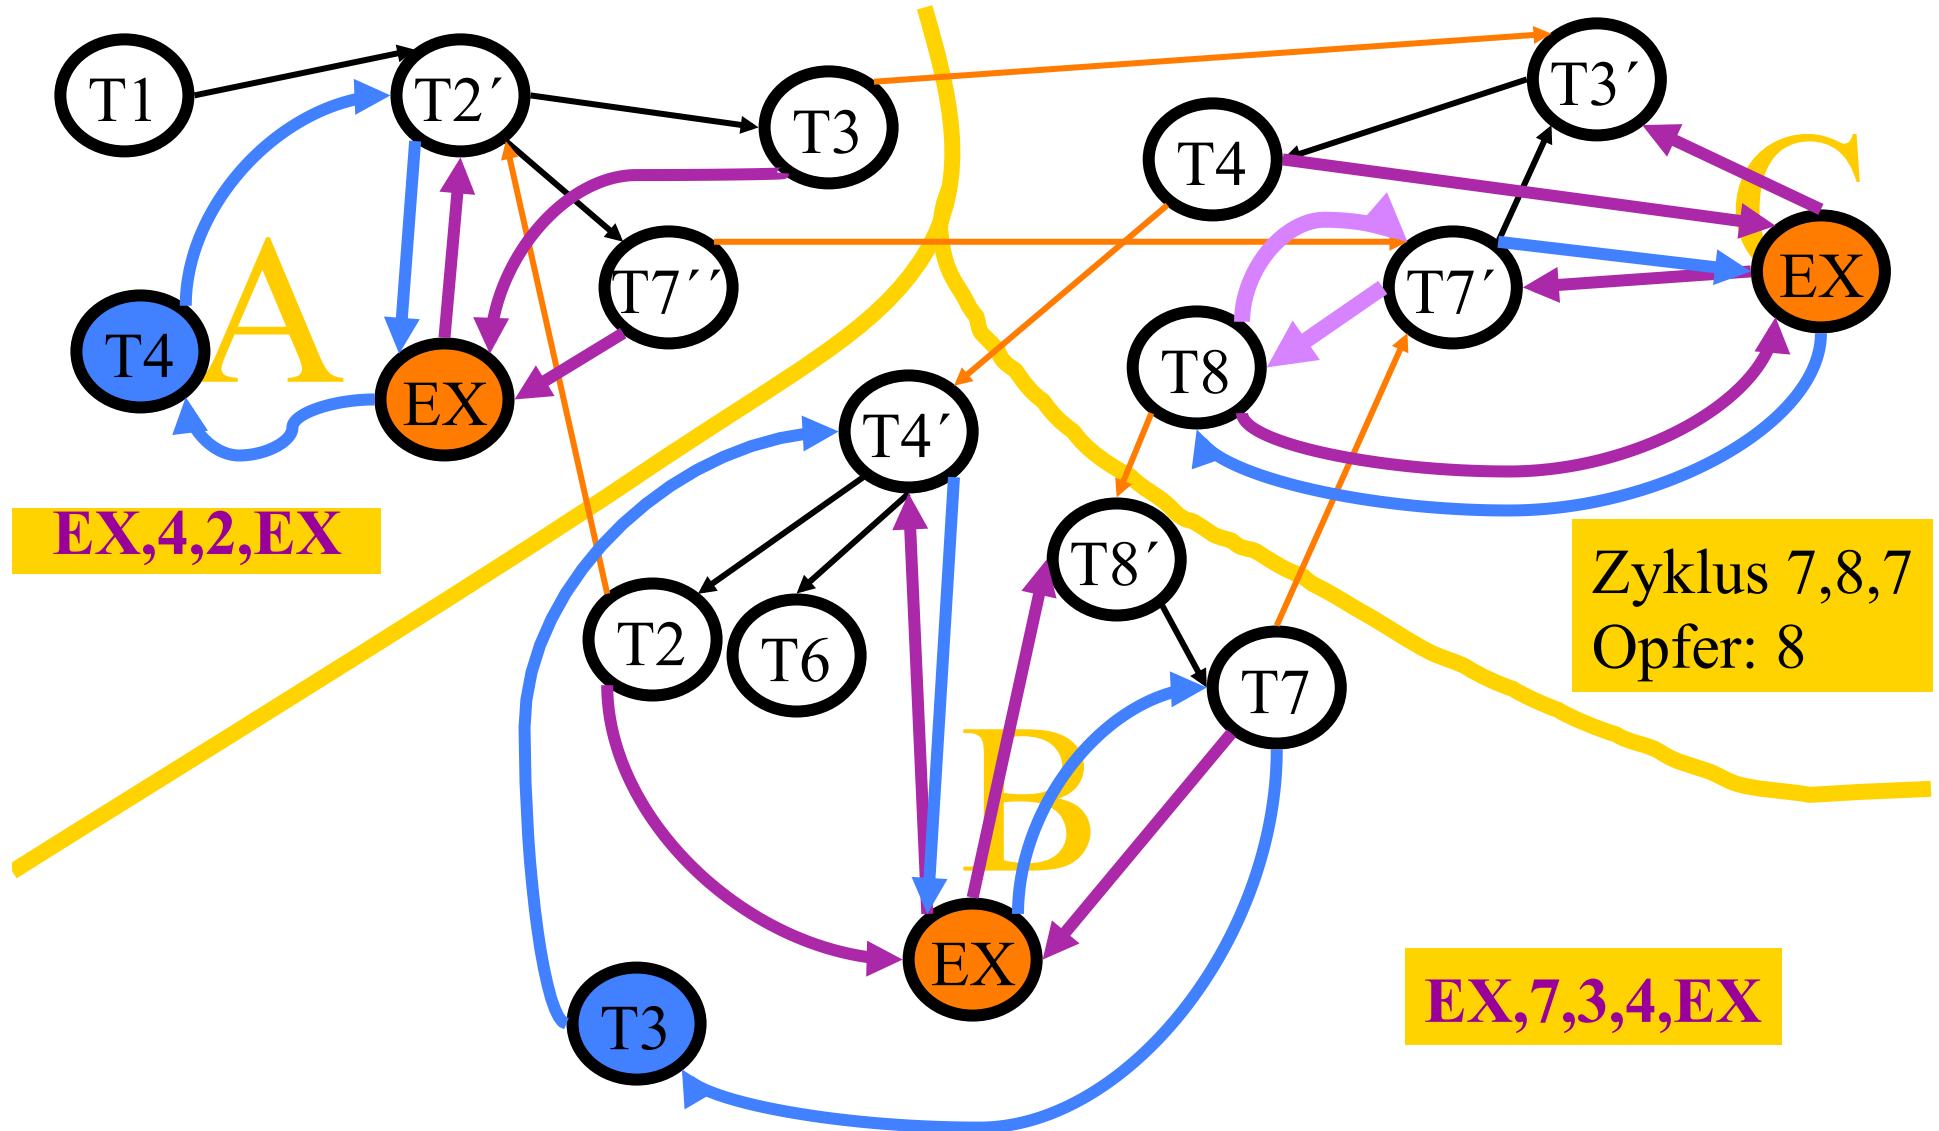 T1
T2´
T3
T3´
T4
C
T7´´
T7´
EX
A
T4
EX
T8
T4´
EX,4,2,EX
T8´
Zyklus 7,8,7
Opfer: 8
T2
T6
T7
B
EX
T3
EX,7,3,4,EX